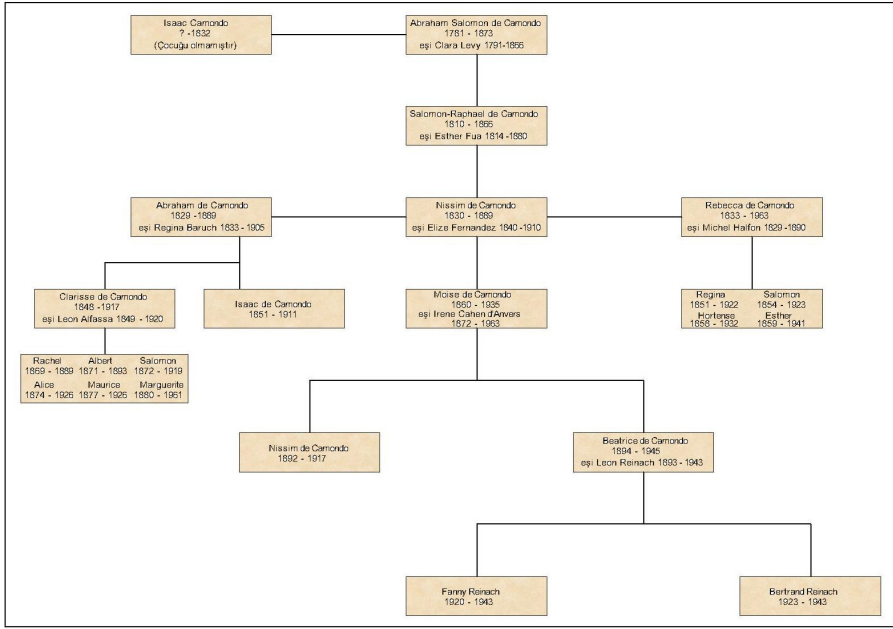 Isaac Camondo
? -1832
(Çocuğu olmamıştır)
Abraham Salomon de Camondo
1781 - 1873
eşi Clara Levy 1791-1866
Salomon-Raphael de Camondo
1810 - 1866
eşi Esther Fua 1814 -1880
Abraham de Camondo
1829 -1889
eşi Regina Baruch 1833 - 1905
Nissim de Camondo
1830 - 1889
eşi Elize Fernandez 1840 -1910
Rebecca de Camondo
1833 - 1963
eşi Michel Halfon 1829 -1890
Clarisse de Camondo
1848 -1917
eşi Leon Alfassa 1849 - 1920
Isaac de Camondo
1851 - 1911
Moise de Camondo
1860 - 1935
eşi Irene Cahen d'Anvers
1872 - 1963
Regina Salomon
1851 - 1922 1854 - 1923
Hortense Esther
1858 - 1932 1859 - 1941
Rachel Albert Salomon
1869 - 1889 1871 - 1893 1872 - 1919
Alice Maurice Marguerite
1874 - 1926 1877 - 1926 1880 - 1961
Nissim de Camondo
1892 - 1917
Beatrice de Camondo
1894 - 1945
eşi Leon Reinach 1893 - 1943
Fanny Reinach
1920 - 1943
Bertrand Reinach
1923 - 1943